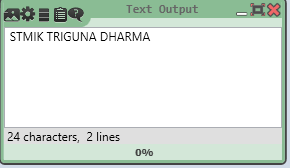 Text Output
STMIK TRIGUNA DHARMA
24 characters,  2 lines
0%